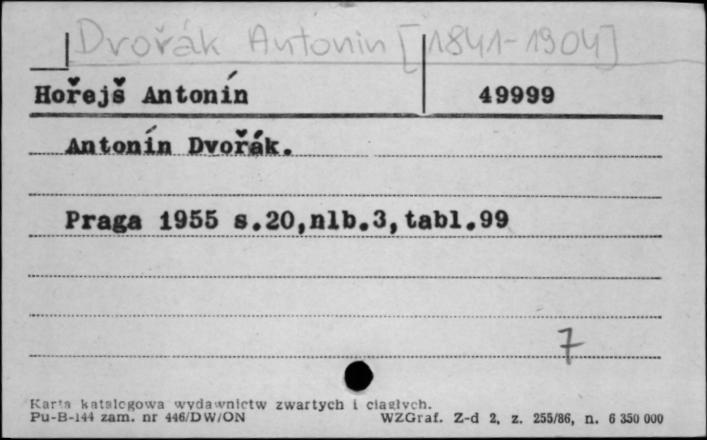 Dvořák Antonin [1841-1904]
Hořejš Antonín 49999
Antonín Dvořák.
Praga 1955 s.20,nlb.3,tabl.99
7
Karta katalogowa wydawnictw zwartych i ciągłych.
Pu-B-144 zam. nr 446/DW/ON WZGraf. Z-d 2, z. 255/86, n. 6 350 000